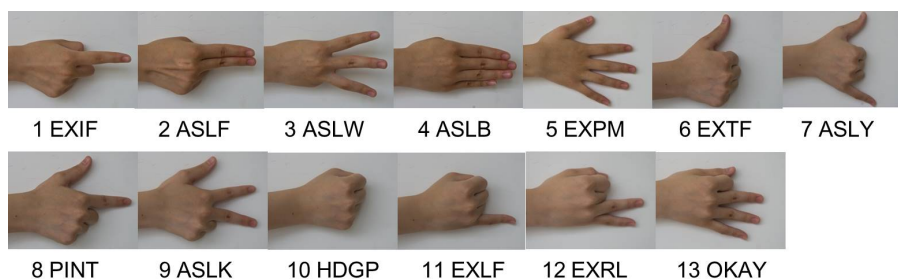 1 EXIF 2 ASLF 3 ASLW 4 ASLB 5 EXPM 6 EXTF 7 ASLY
8 PINT 9 ASLK 10 HDGP 11 EXLF 12 EXRL 13 OKAY